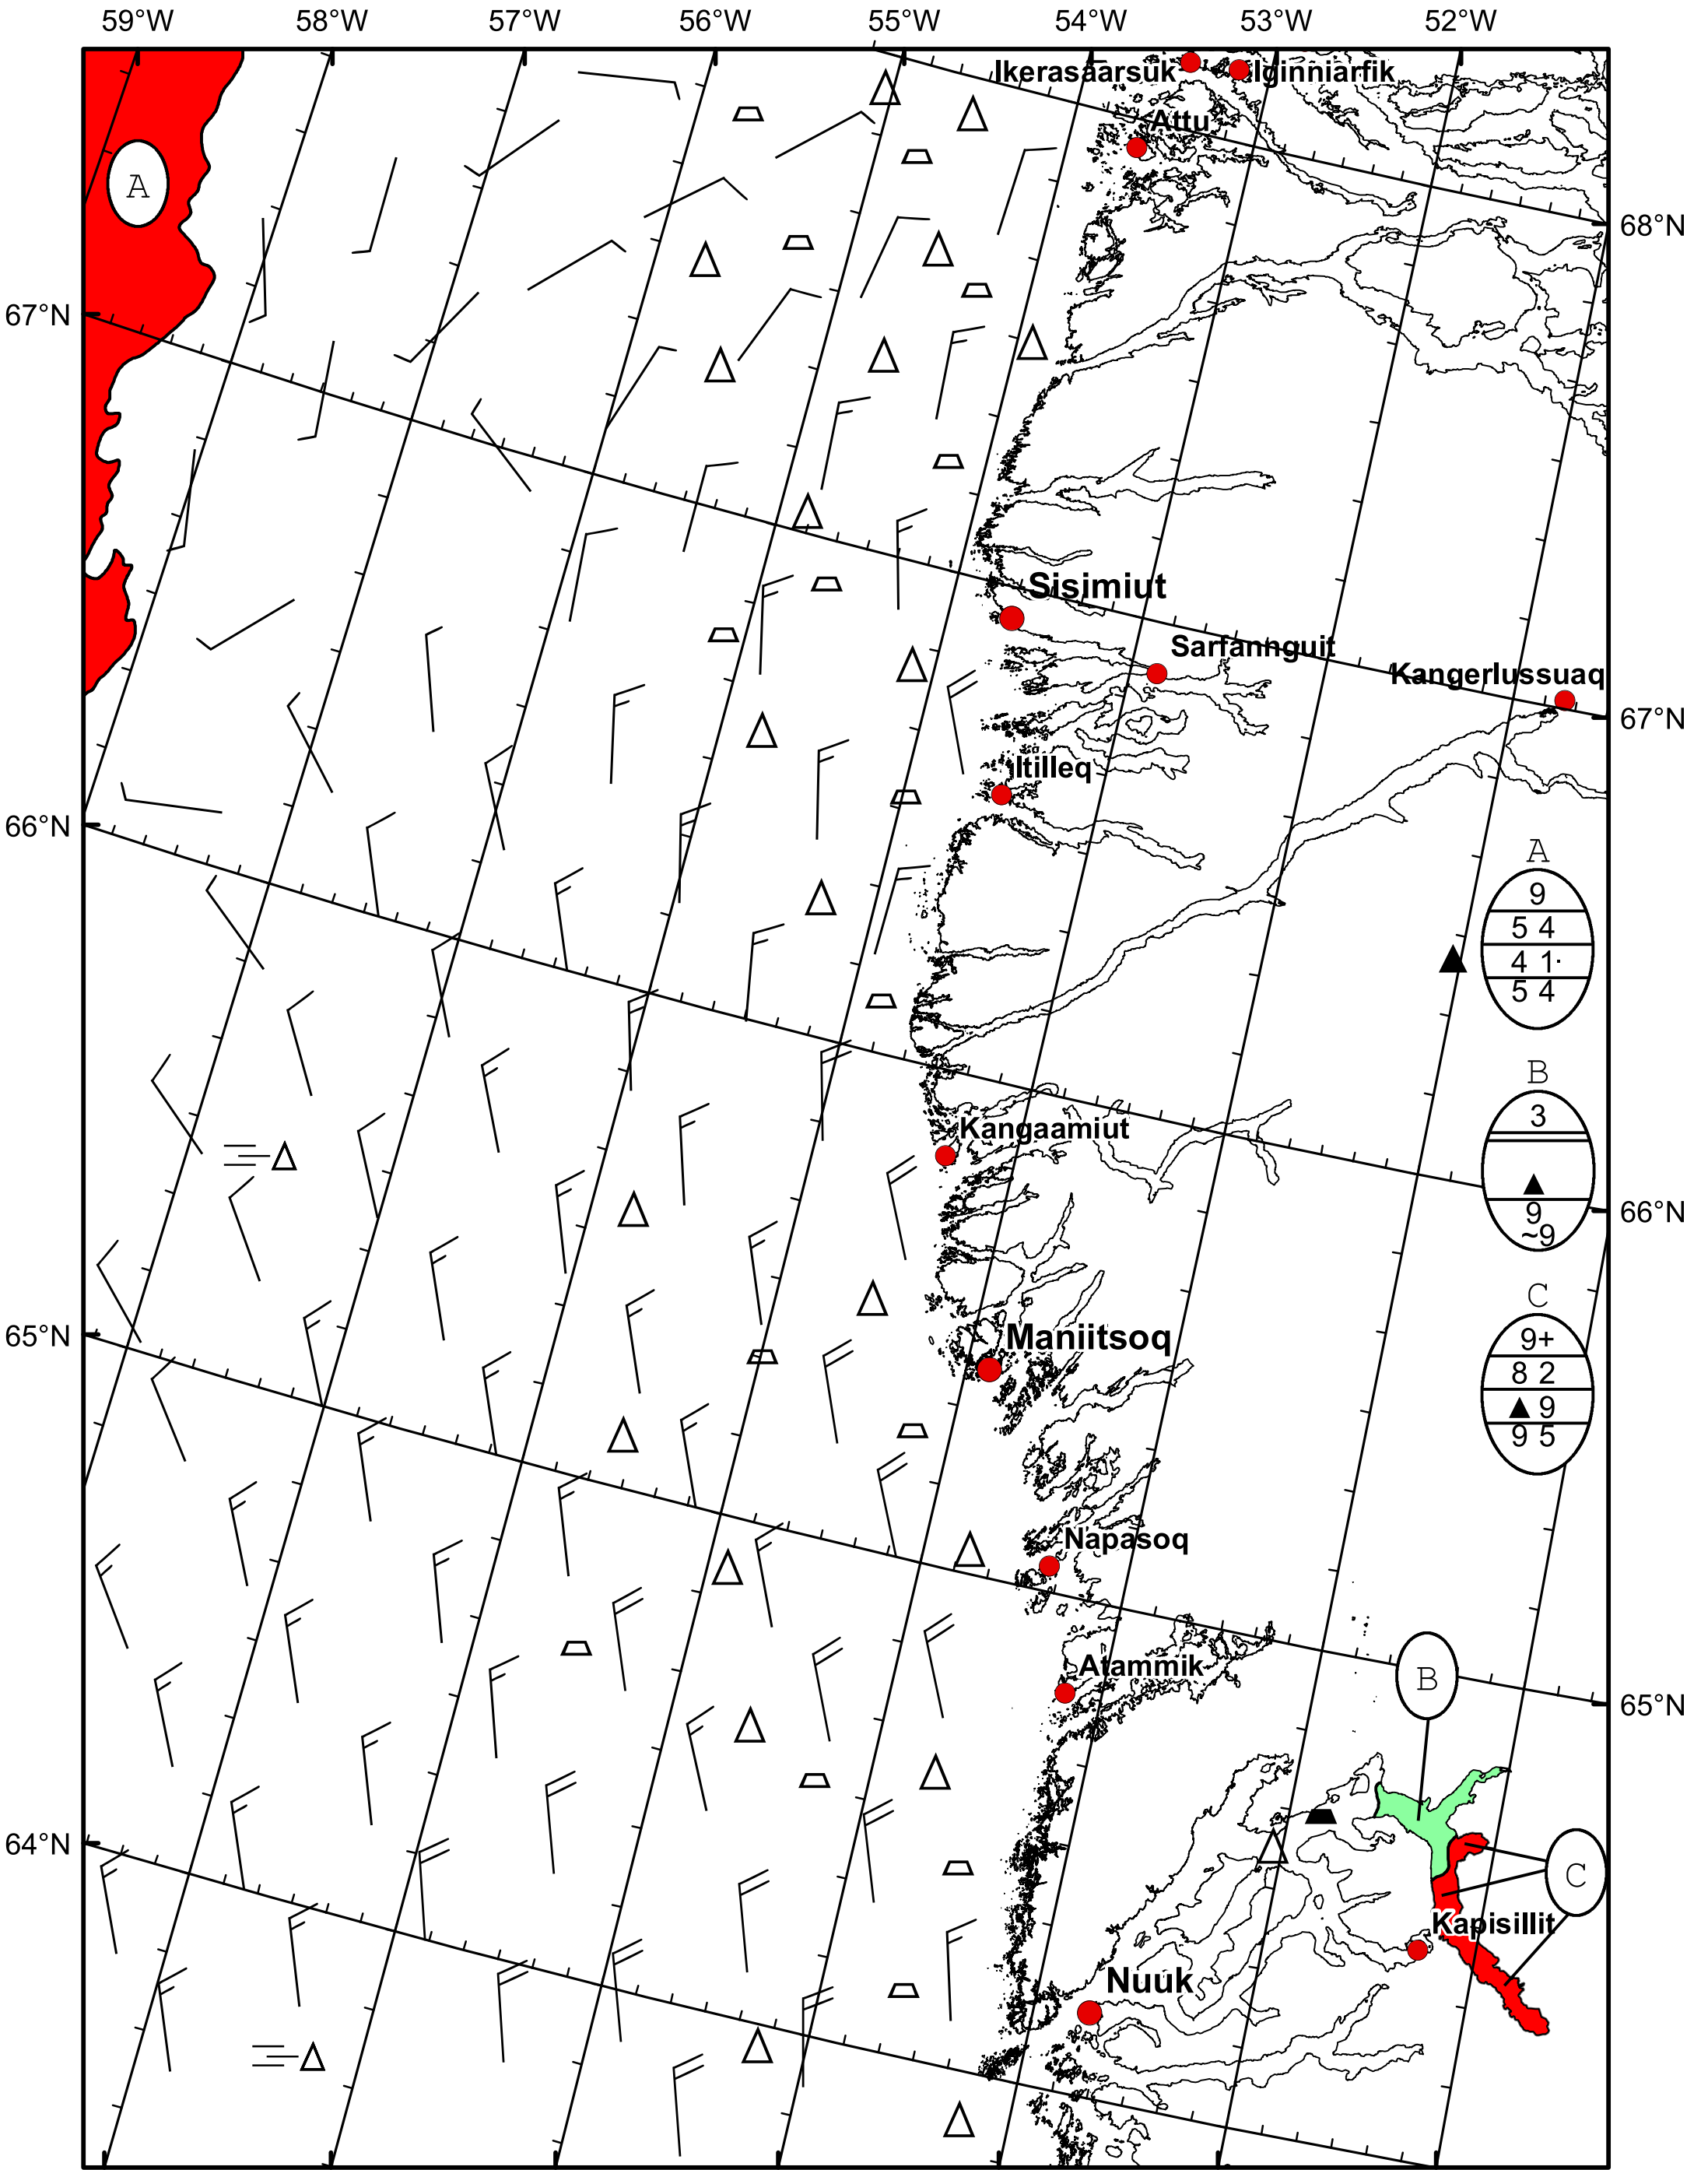 59°W 58°W 57°W 56°W 55°W 54°W 53°W 52°W
Ikerasaarsuk Iginniarfik
Attu
A
68°N
67°N
Sisimiut
Sarfannguit
Kangerlussuaq
67°N
Itilleq
66°N
A
9
5 4
4 1·
5 4
B
3
9
~9
Kangaamiut
66°N
C
9+
8 2
9
9 5
65°N
Maniitsoq
Napasoq
Atammik
B
65°N
64°N
C
Kapisillit
Nuuk